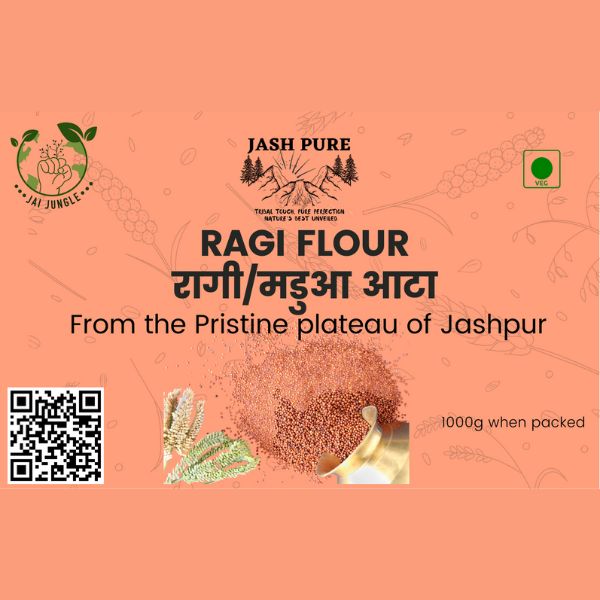 JASH PURE
TRIBAL TOUCH, PURE PERFECTION
NATURE'S BEST UNVEILED
JAI JUNGLE
VEG
RAGI FLOUR
रागी/मडुआ आटा
From the Pristine plateau of Jashpur
1000g when packed